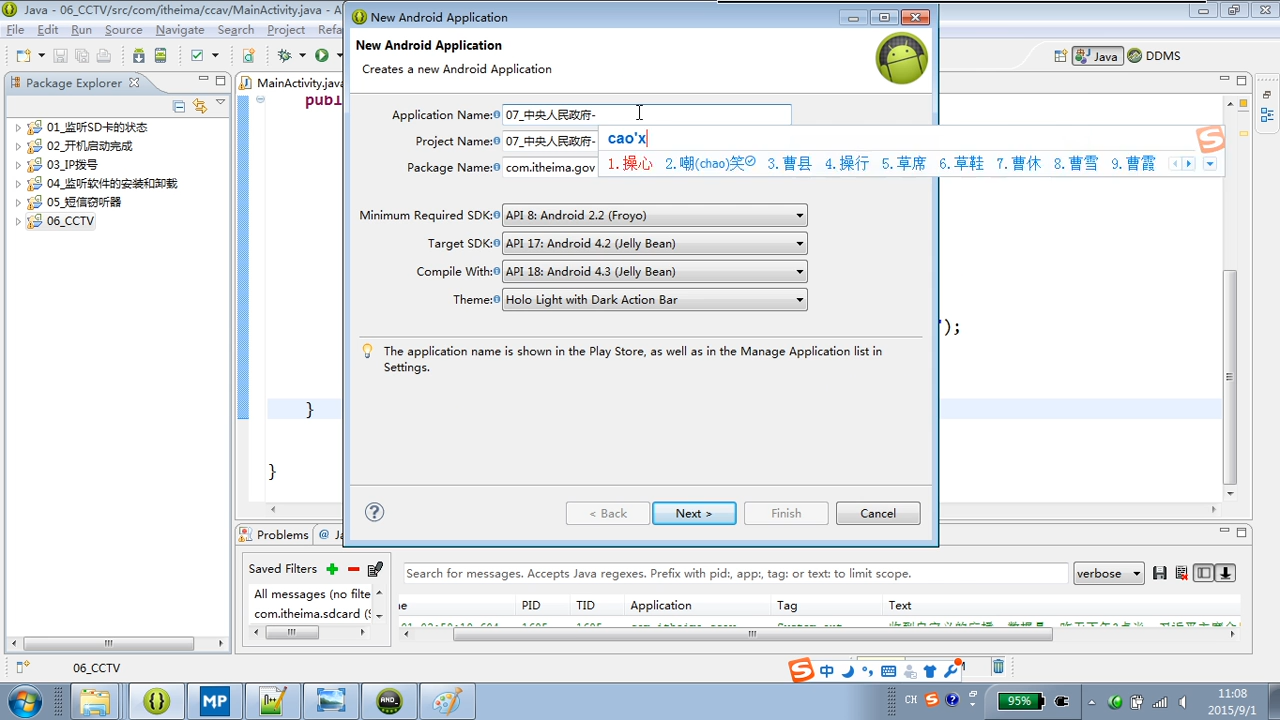 Java - 06_CCTV/src/com/itheima/ccav/MainActivity.java - Android
New Android Application
File Edit Run Source Navigate Search Project Refa
Java
DDMS
Package Explorer
MainActivity.java
New Android Application
Creates a new Android Application
publ
01_监听SD卡的状态
02_开机启动完成
03_IP拨号
04_监听软件的安装和卸载
05_短信窃听器
06_CCTV
Application Name: 07_中央人民政府-
Project Name: 07_中央人民政府-
Package Name: com.itheima.gov
cao'x
1.操心 2.嘲(chao)笑 3.曹县 4.操行 5.草席 6.草鞋 7.曹休 8.曹雪 9.曹霞
Minimum Required SDK: API 8: Android 2.2 (Froyo)
Target SDK: API 17: Android 4.2 (Jelly Bean)
Compile With: API 18: Android 4.3 (Jelly Bean)
Theme: Holo Light with Dark Action Bar
");
The application name is shown in the Play Store, as well as in the Manage Application list in
Settings.
}
}
< Back
Next >
Finish
Cancel
Problems
@ Ja
Saved Filters
Search for messages. Accepts Java regexes. Prefix with pid:, app:, tag: or text: to limit scope.
verbose
All messages (no filte
com.itheima.sdcard (S
me PID TID Application Tag Text
06_CCTV
中
MP
AND
CH
95%
11:08
2015/9/1